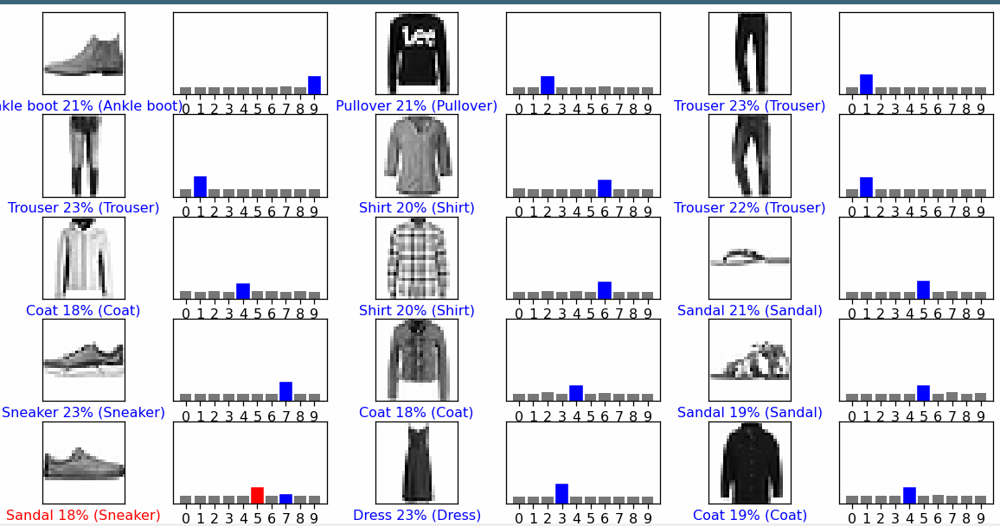 Lee
0 1 2 3 4 5 6 7 8 9 0 1 2 3 4 5 6 7 8 9 0 1 2 3 4 5 6 7 8 9
nkle boot 21% (Ankle boot) Pullover 21% (Pullover) Trouser 23% (Trouser)
0 1 2 3 4 5 6 7 8 9 0 1 2 3 4 5 6 7 8 9 0 1 2 3 4 5 6 7 8 9
Trouser 23% (Trouser) Shirt 20% (Shirt) Trouser 22% (Trouser)
0 1 2 3 4 5 6 7 8 9 0 1 2 3 4 5 6 7 8 9 0 1 2 3 4 5 6 7 8 9
Coat 18% (Coat) Shirt 20% (Shirt) Sandal 21% (Sandal)
0 1 2 3 4 5 6 7 8 9 0 1 2 3 4 5 6 7 8 9 0 1 2 3 4 5 6 7 8 9
Sneaker 23% (Sneaker) Coat 18% (Coat) Sandal 19% (Sandal)
0 1 2 3 4 5 6 7 8 9 0 1 2 3 4 5 6 7 8 9 0 1 2 3 4 5 6 7 8 9
Sandal 18% (Sneaker) Dress 23% (Dress) Coat 19% (Coat)